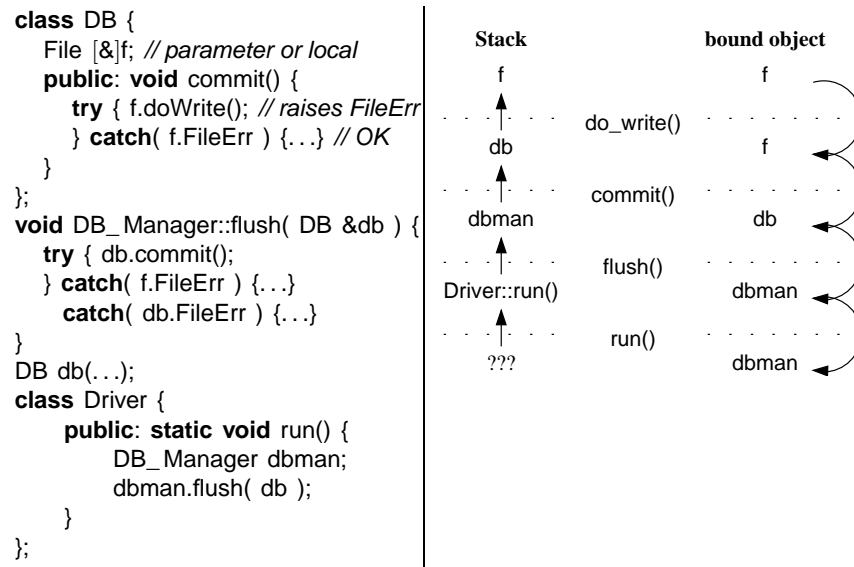 class DB {
File [&]f; // parameter or local
public: void commit() {
try { f.doWrite(); // raises FileErr
} catch( f.FileErr ) {...} // OK
}
};
void DB_Manager::flush( DB &db ) {
try { db.commit();
} catch( f.FileErr ) {...}
catch( db.FileErr ) {...}
}
DB db(...);
class Driver {
public: static void run() {
DB_Manager dbman;
dbman.flush( db );
}
};
Stack bound object
f f
do_write()
db f
commit()
dbman db
flush()
Driver::run() dbman
run()
??? dbman